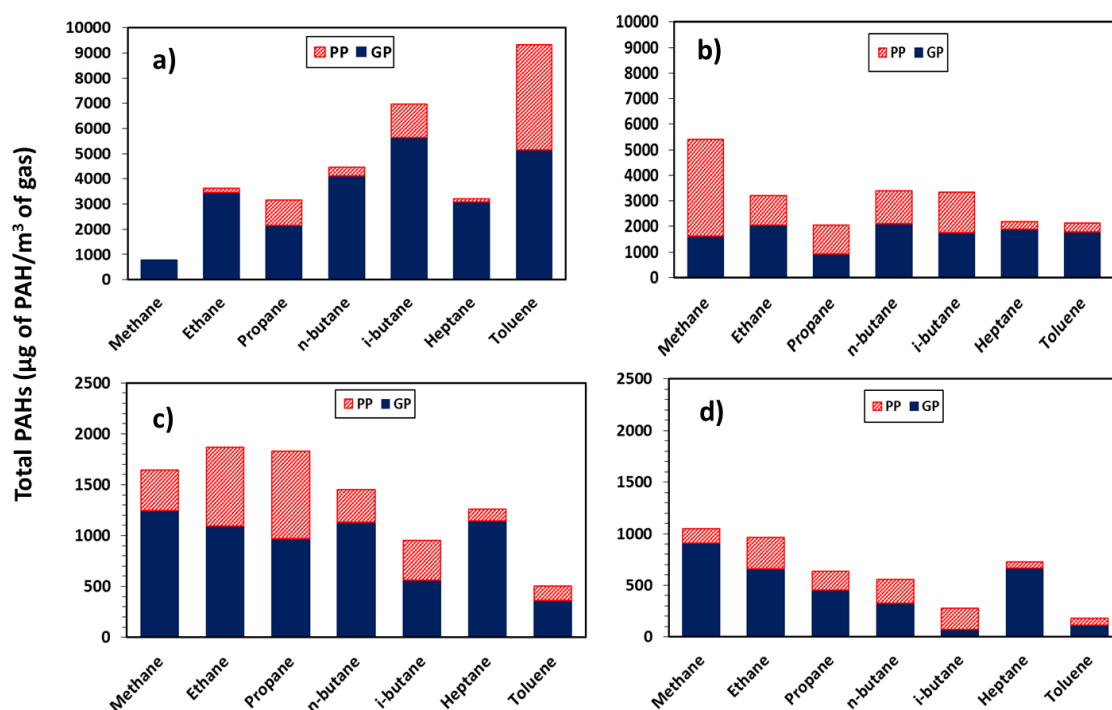 Total PAHs (µg of PAH/m³ of gas)
a)
PP GP
10000
9000
8000
7000
6000
5000
4000
3000
2000
1000
0
Methane
Ethane
Propane
n-butane
i-butane
Heptane
Toluene
b)
PP GP
10000
9000
8000
7000
6000
5000
4000
3000
2000
1000
0
Methane
Ethane
Propane
n-butane
i-butane
Heptane
Toluene
c)
PP GP
2500
2000
1500
1000
500
0
Methane
Ethane
Propane
n-butane
i-butane
Heptane
Toluene
d)
PP GP
2500
2000
1500
1000
500
0
Methane
Ethane
Propane
n-butane
i-butane
Heptane
Toluene